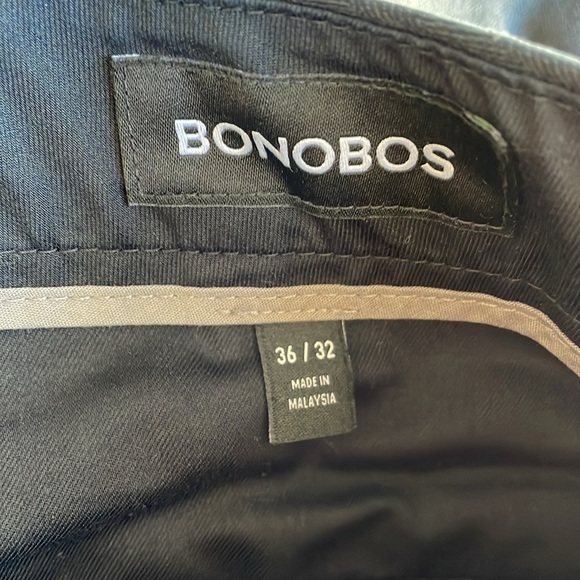 BONOBOS
36 / 32
MADE IN
MALAYSIA